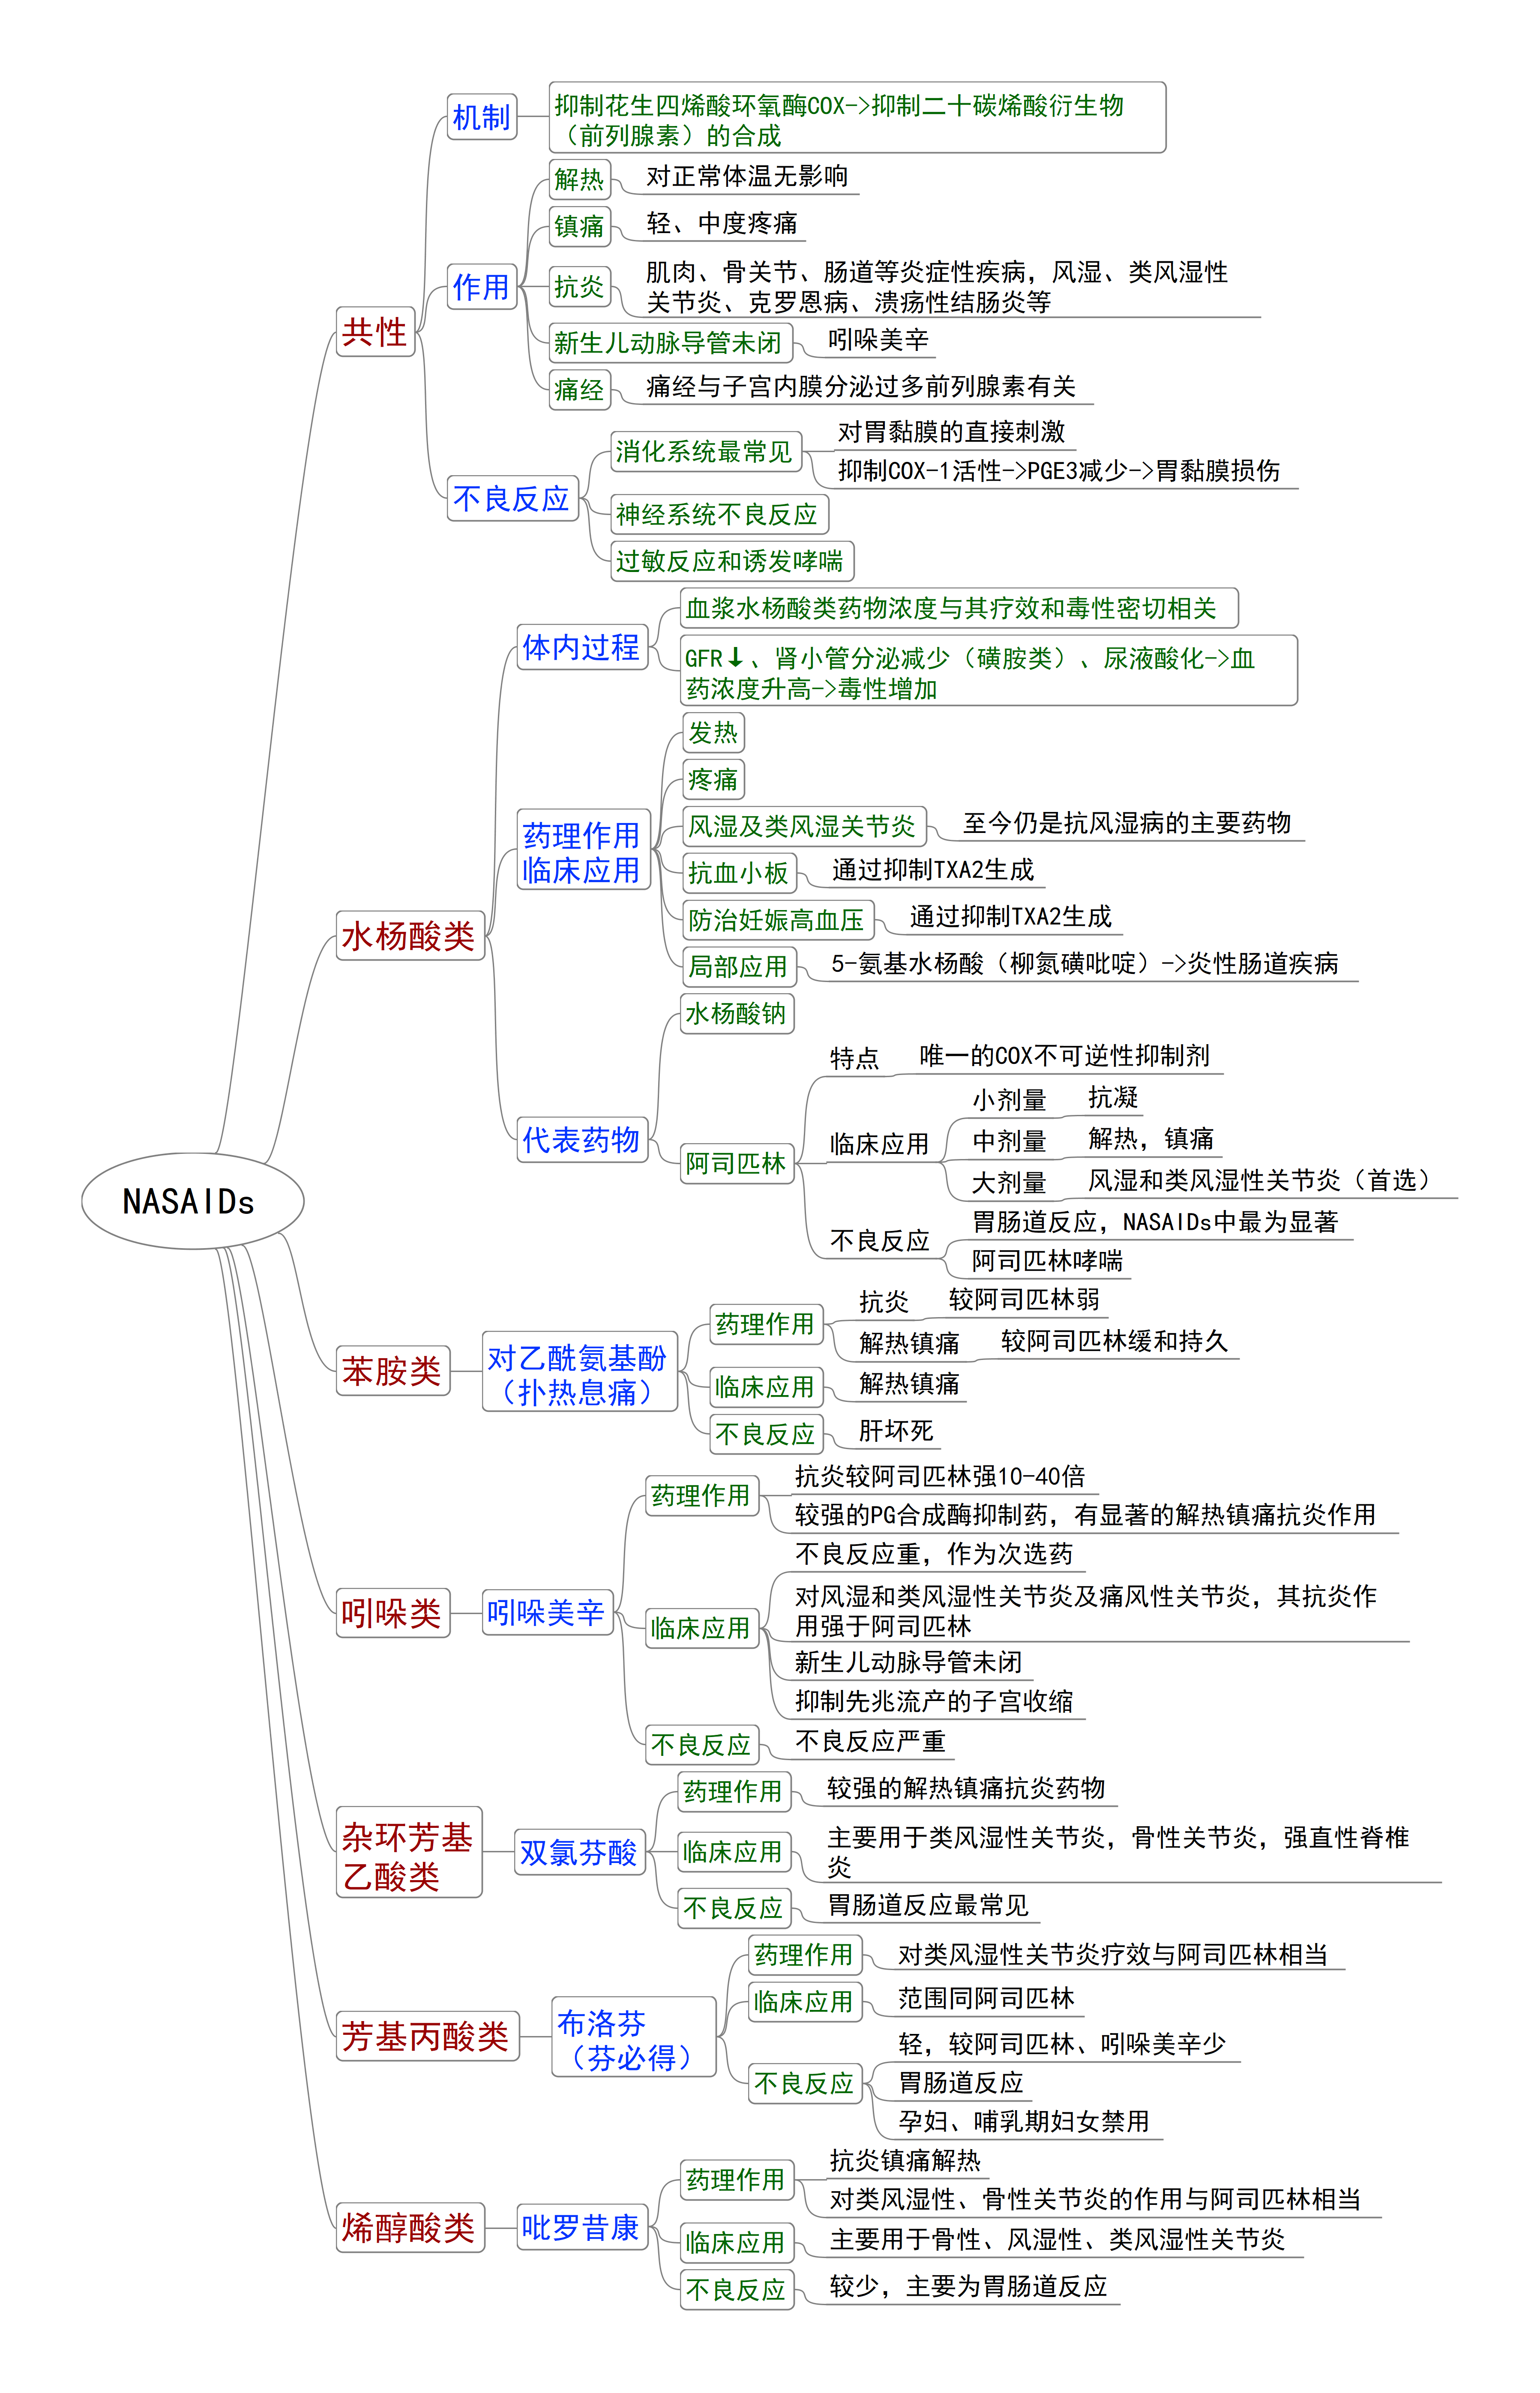 NASAIDs
共性
机制
抑制花生四烯酸环氧酶COX->抑制二十碳烯酸衍生物
（前列腺素）的合成
作用
解热
对正常体温无影响
镇痛
轻、中度疼痛
抗炎
肌肉、骨关节、肠道等炎症性疾病，风湿、类风湿性
关节炎、克罗恩病、溃疡性结肠炎等
新生儿动脉导管未闭
吲哚美辛
痛经
痛经与子宫内膜分泌过多前列腺素有关
不良反应
消化系统最常见
对胃黏膜的直接刺激
抑制COX-1活性->PGE3减少->胃黏膜损伤
神经系统不良反应
过敏反应和诱发哮喘
水杨酸类
体内过程
血浆水杨酸类药物浓度与其疗效和毒性密切相关
GFR↓、肾小管分泌减少（磺胺类）、尿液酸化->血
药浓度升高->毒性增加
药理作用
临床应用
发热
疼痛
风湿及类风湿关节炎
至今仍是抗风湿病的主要药物
抗血小板
通过抑制TXA2生成
防治妊娠高血压
通过抑制TXA2生成
局部应用
5-氨基水杨酸（柳氮磺吡啶）->炎性肠道疾病
代表药物
水杨酸钠
阿司匹林
特点
唯一的COX不可逆性抑制剂
临床应用
小剂量
抗凝
中剂量
解热，镇痛
大剂量
风湿和类风湿性关节炎（首选）
不良反应
胃肠道反应，NASAIDs中最为显著
阿司匹林哮喘
苯胺类
对乙酰氨基酚
（扑热息痛）
药理作用
抗炎
较阿司匹林弱
解热镇痛
较阿司匹林缓和持久
临床应用
解热镇痛
不良反应
肝坏死
吲哚类
吲哚美辛
药理作用
抗炎较阿司匹林强10-40倍
较强的PG合成酶抑制药，有显著的解热镇痛抗炎作用
临床应用
不良反应重，作为次选药
对风湿和类风湿性关节炎及痛风性关节炎，其抗炎作
用强于阿司匹林
新生儿动脉导管未闭
抑制先兆流产的子宫收缩
不良反应
不良反应严重
杂环芳基
乙酸类
双氯芬酸
药理作用
较强的解热镇痛抗炎药物
临床应用
主要用于类风湿性关节炎，骨性关节炎，强直性脊椎
炎
不良反应
胃肠道反应最常见
芳基丙酸类
布洛芬
（芬必得）
药理作用
对类风湿性关节炎疗效与阿司匹林相当
临床应用
范围同阿司匹林
不良反应
轻，较阿司匹林、吲哚美辛少
胃肠道反应
孕妇、哺乳期妇女禁用
烯醇酸类
吡罗昔康
药理作用
抗炎镇痛解热
对类风湿性、骨性关节炎的作用与阿司匹林相当
临床应用
主要用于骨性、风湿性、类风湿性关节炎
不良反应
较少，主要为胃肠道反应